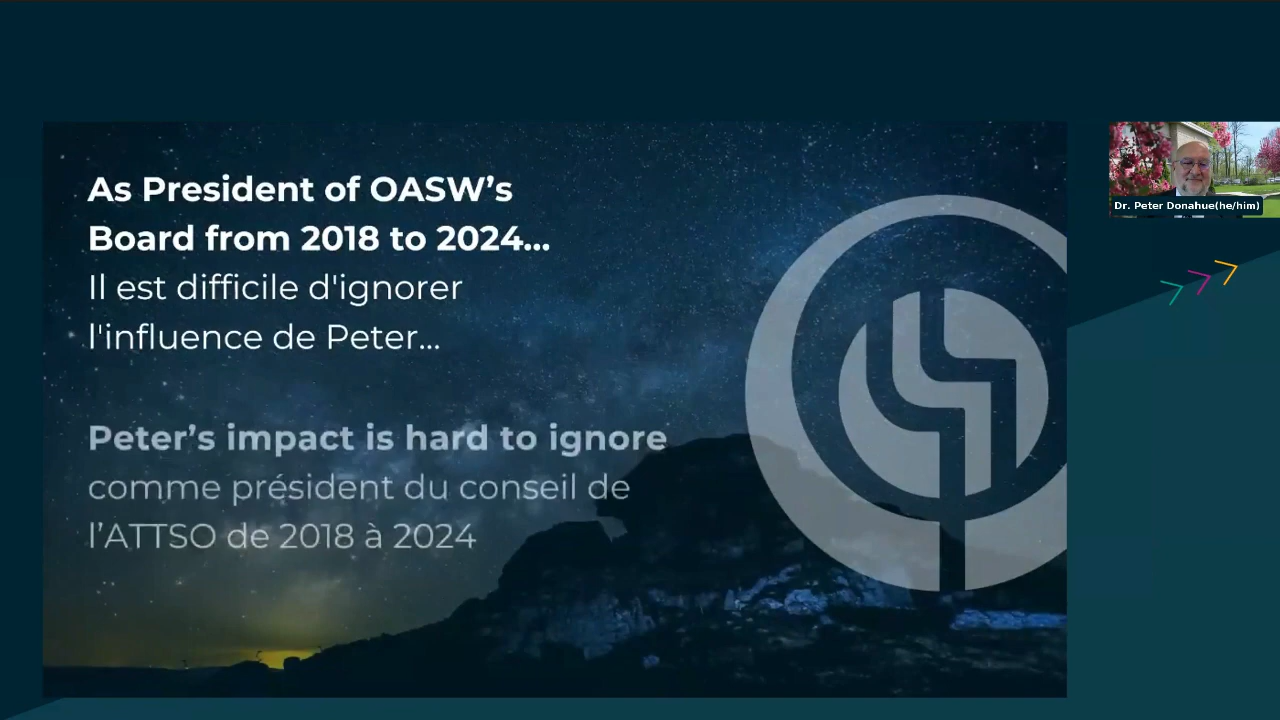 As President of OASW’s
Board from 2018 to 2024...
Il est difficile d'ignorer
l'influence de Peter...
Peter’s impact is hard to ignore
comme président du conseil de
l’ATTSO de 2018 à 2024
Dr. Peter Donahue(he/him)